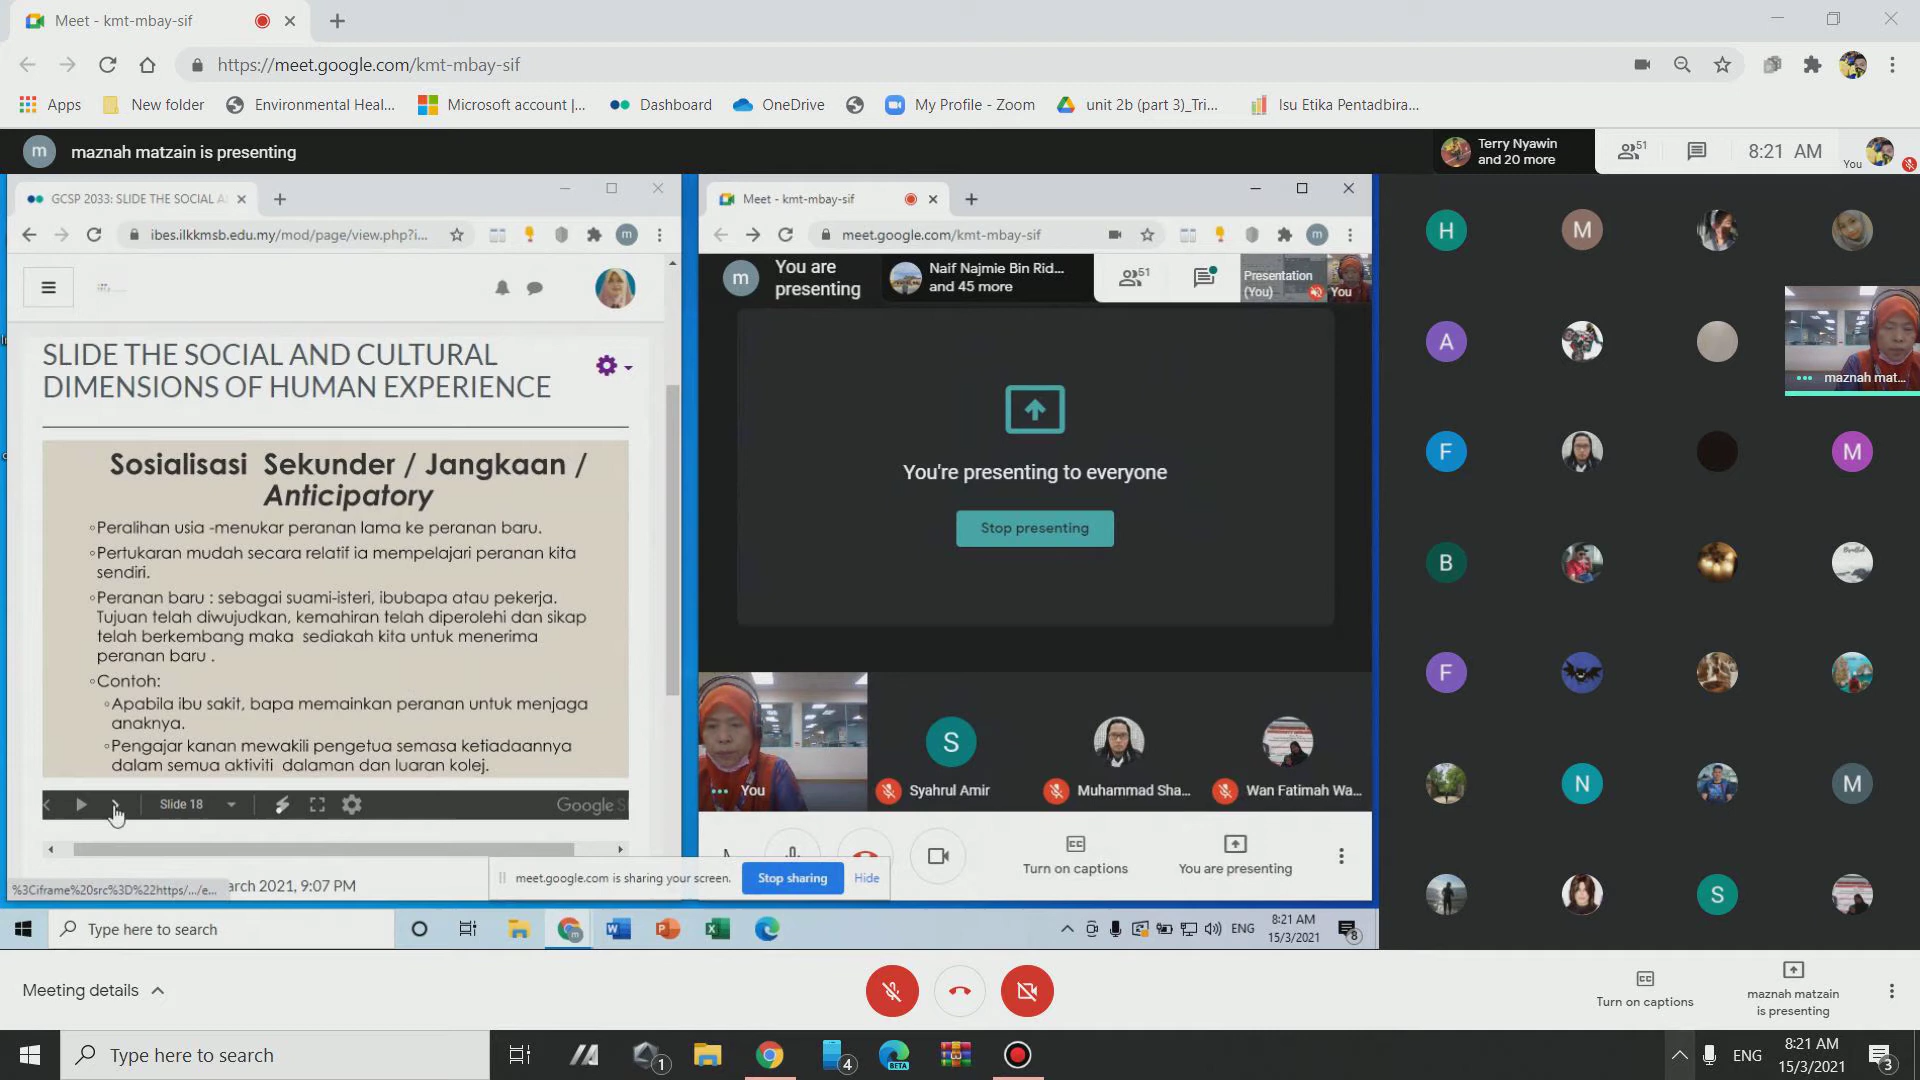 Meet - kmt-mbay-sif
https://meet.google.com/kmt-mbay-sif
Apps
New folder
Environmental Heal...
Microsoft account |...
Dashboard
OneDrive
My Profile - Zoom
unit 2b (part 3)_Tri...
Isu Etika Pentadbira...
m
maznah matzain is presenting
Terry Nyawin
and 20 more
51
8:21 AM
You
GCSP 2033: SLIDE THE SOCIAL A
ibes.ilkkmsb.edu.my/mod/page/view.php?i...
m
SLIDE THE SOCIAL AND CULTURAL
DIMENSIONS OF HUMAN EXPERIENCE
Sosialisasi Sekunder / Jangkaan /
Anticipatory
Peralihan usia -menukar peranan lama ke peranan baru.
Pertukaran mudah secara relatif ia mempelajari peranan kita
sendiri.
Peranan baru : sebagai suami-isteri, ibubapa atau pekerja.
Tujuan telah diwujudkan, kemahiran telah diperolehi dan sikap
telah berkembang maka sediakah kita untuk menerima
peranan baru .
Contoh:
Apabila ibu sakit, bapa memainkan peranan untuk menjaga
anaknya.
Pengajar kanan mewakili pengetua semasa ketiadaannya
dalam semua aktiviti dalaman dan luaran kolej.
Slide 18
Google S
%3Ciframe%20src%3D%22https/.../e...
arch 2021, 9:07 PM
Meet - kmt-mbay-sif
meet.google.com/kmt-mbay-sif
m
m
You are
presenting
Naif Najmie Bin Rid...
and 45 more
51
Presentation
(You)
You
You're presenting to everyone
Stop presenting
You
S
Syahrul Amir
Muhammad Sha...
Wan Fatimah Wa...
Turn on captions
You are presenting
meet.google.com is sharing your screen.
Stop sharing
Hide
Type here to search
ENG
8:21 AM
15/3/2021
8
H
M
A
maznah mat...
F
M
B
F
N
M
S
Meeting details
Turn on captions
maznah matzain
is presenting
Type here to search
1
4
BETA
ENG
8:21 AM
15/3/2021
3